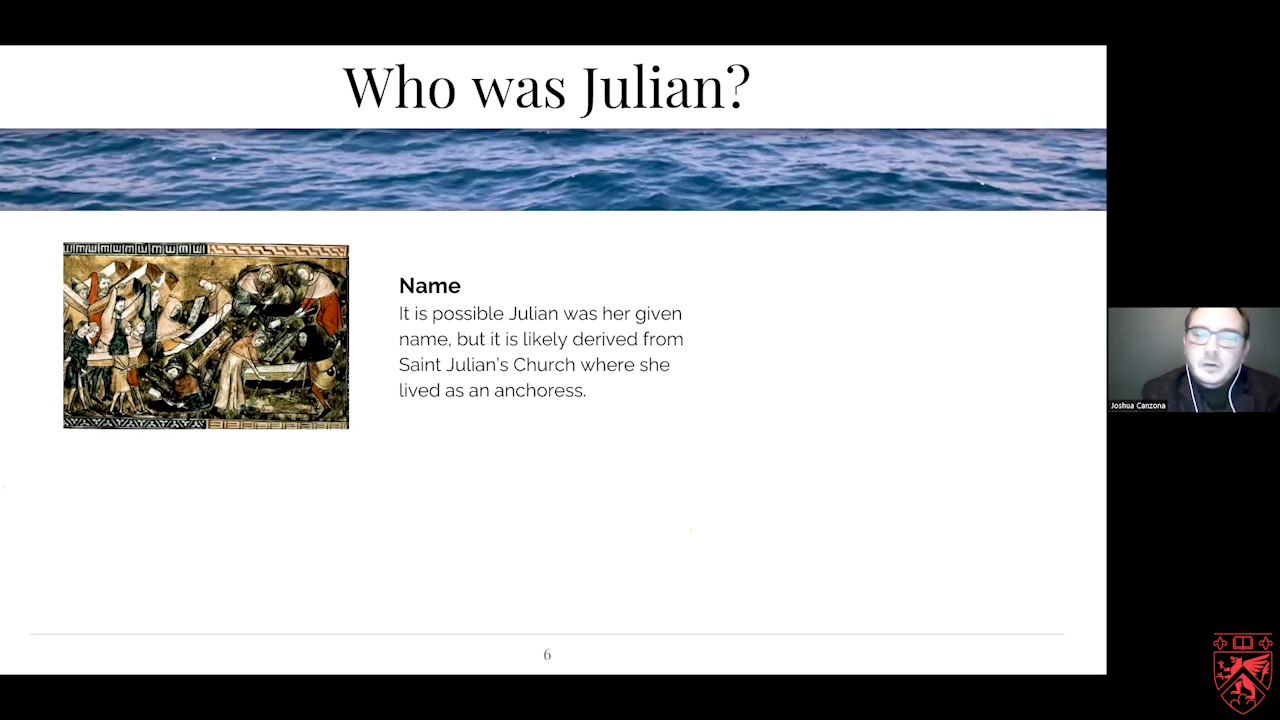 Who was Julian?
Name
It is possible Julian was her given
name, but it is likely derived from
Saint Julian's Church where she
lived as an anchoress.
Joshua Canzona
6